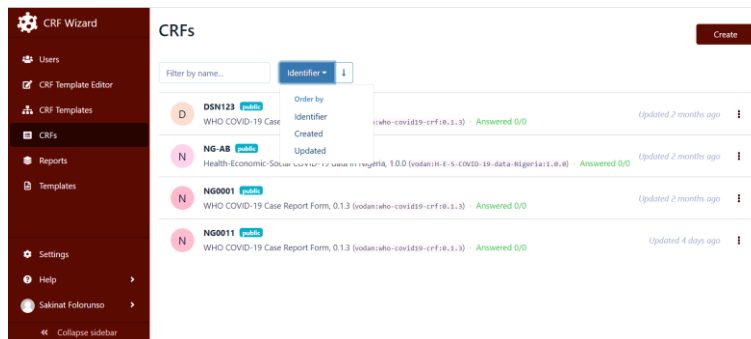 CRF Wizard
Users
CRF Template Editor
CRF Templates
CRFs
Reports
Templates
Settings
Help
Sakinat Folorunso
Collapse sidebar
CRFs
Create
Filter by name...
Identifier
Order by
Identifier
Created
Updated
D
DSN123 public
WHO COVID-19 Case :who-covid19-crf:0.1.3) · Answered 0/0
Updated 2 months ago
N
NG-AB public
Health-Economic-Social-COVID-19 data in Nigeria, 1.0.0 (vodan:H-E-S-COVID-19-data-Nigeria:1.0.0) · Answered 0/0
Updated 2 months ago
N
NG0001 public
WHO COVID-19 Case Report Form, 0.1.3 (vodan:who-covid19-crf:0.1.3) · Answered 0/0
Updated 2 months ago
N
NG0011 public
WHO COVID-19 Case Report Form, 0.1.3 (vodan:who-covid19-crf:0.1.3) · Answered 0/0
Updated 4 days ago